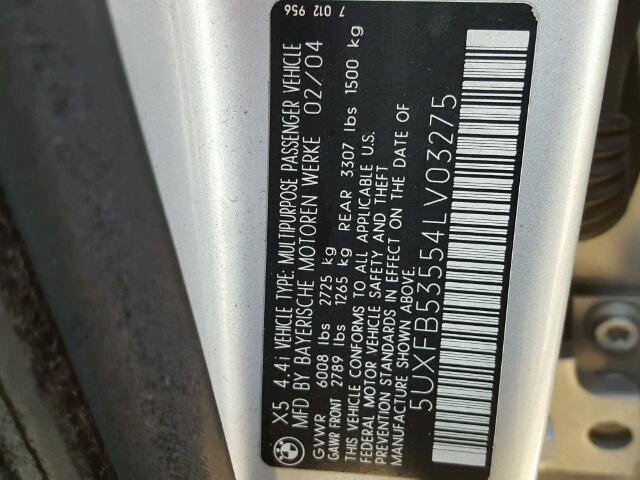 X5 4.4i VEHICLE TYPE: MULTIPURPOSE PASSENGER VEHICLE
MFD BY BAYERISCHE MOTOREN WERKE 02/04
GVWR 6008 lbs 2725 kg
GAWR FRONT 2789 lbs 1265 kg REAR 3307 lbs 1500 kg
THIS VEHICLE CONFORMS TO ALL APPLICABLE U.S.
FEDERAL MOTOR VEHICLE SAFETY AND THEFT
PREVENTION STANDARDS IN EFFECT ON THE DATE OF
MANUFACTURE SHOWN ABOVE.
5UXFB53554LV03275
7 012 956